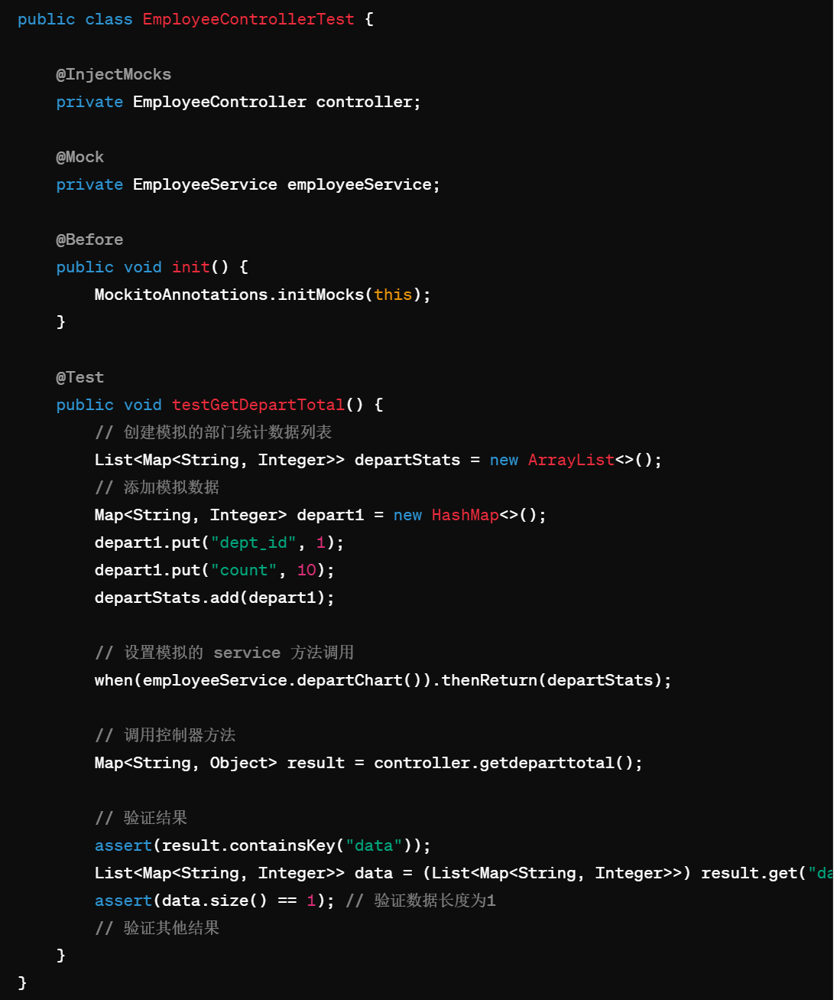 public class EmployeeControllerTest {
@InjectMocks
private EmployeeController controller;
@Mock
private EmployeeService employeeService;
@Before
public void init() {
MockitoAnnotations.initMocks(this);
}
@Test
public void testGetDepartTotal() {
// 创建模拟的部门统计数据列表
List<Map<String, Integer>> departStats = new ArrayList<>();
// 添加模拟数据
Map<String, Integer> depart1 = new HashMap<>();
depart1.put("dept_id", 1);
depart1.put("count", 10);
departStats.add(depart1);
// 设置模拟的 service 方法调用
when(employeeService.departChart()).thenReturn(departStats);
// 调用控制器方法
Map<String, Object> result = controller.getdeparttotal();
// 验证结果
assert(result.containsKey("data"));
List<Map<String, Integer>> data = (List<Map<String, Integer>>) result.get("da
assert(data.size() == 1); // 验证数据长度为1
// 验证其他结果
}
}